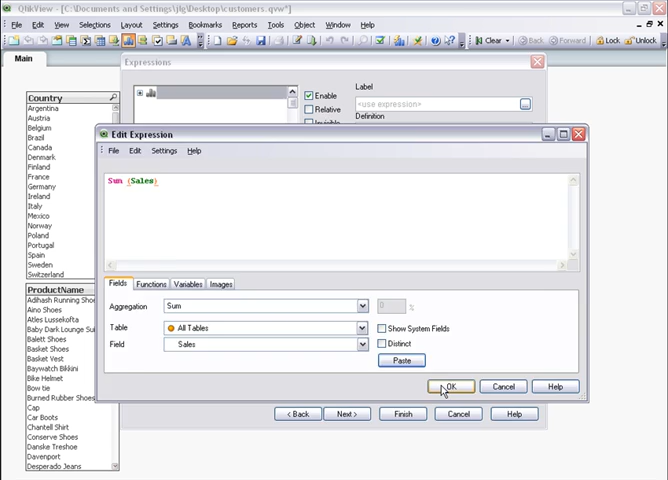 QlikView - [C:\Documents and Settings\jlg\Desktop\customers.qvw*]
File Edit View Selections Layout Settings Bookmarks Reports Tools Object Window Help
Clear Back Forward Lock Unlock
Main
Expressions
Enable
Relative
Invisible
Label
<use expression>
Definition
Country
Argentina
Austria
Belgium
Brazil
Canada
Denmark
Finland
France
Germany
Ireland
Italy
Mexico
Norway
Poland
Portugal
Spain
Sweden
Switzerland
ProductName
Adihash Running Shoe
Aino Shoes
Atles Lussekofta
Baby Dark Lounge Sui
Balett Shoes
Basket Shoes
Basket Vest
Baywatch Bikkini
Bike Helmet
Bow tie
Burned Rubber Shoes
Cap
Car Boots
Chantell Shirt
Conserve Shoes
Danske Treshoe
Davenport
Desperado Jeans
Edit Expression
File Edit Settings Help
Sum (Sales)
Fields Functions Variables Images
Aggregation Sum 0 %
Table All Tables Show System Fields
Field Sales Distinct
Paste
OK Cancel Help
< Back Next > Finish Cancel Help